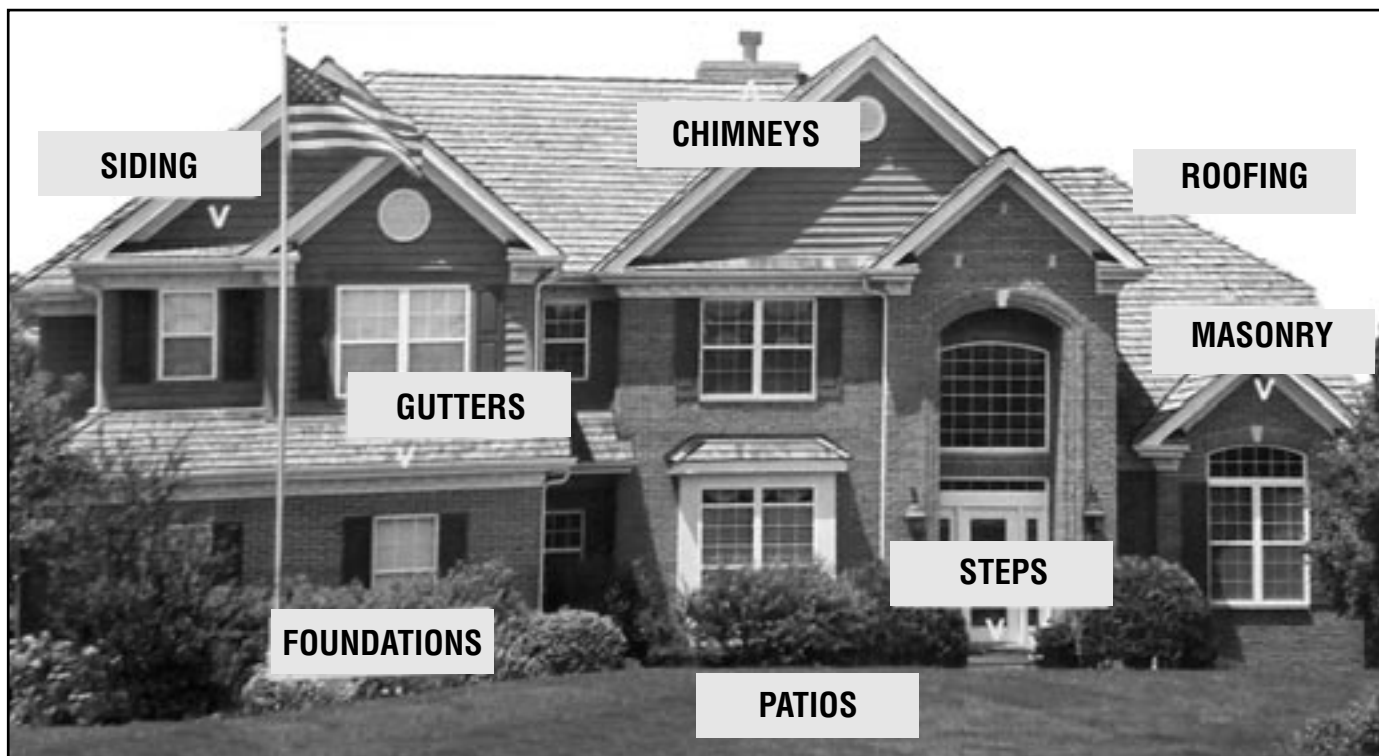 CHIMNEYS
SIDING
ROOFING
MASONRY
GUTTERS
STEPS
FOUNDATIONS
PATIOS